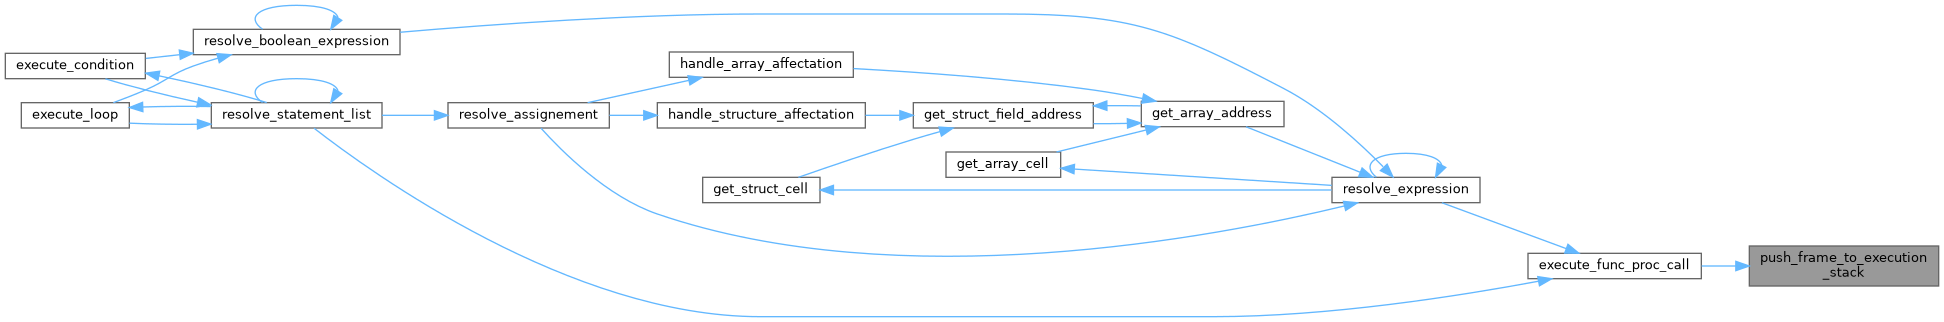 resolve_boolean_expression
execute_condition
execute_loop
resolve_statement_list
resolve_assignement
handle_array_affectation
handle_structure_affectation
get_struct_field_address
get_array_address
get_array_cell
get_struct_cell
resolve_expression
execute_func_proc_call
push_frame_to_execution
_stack